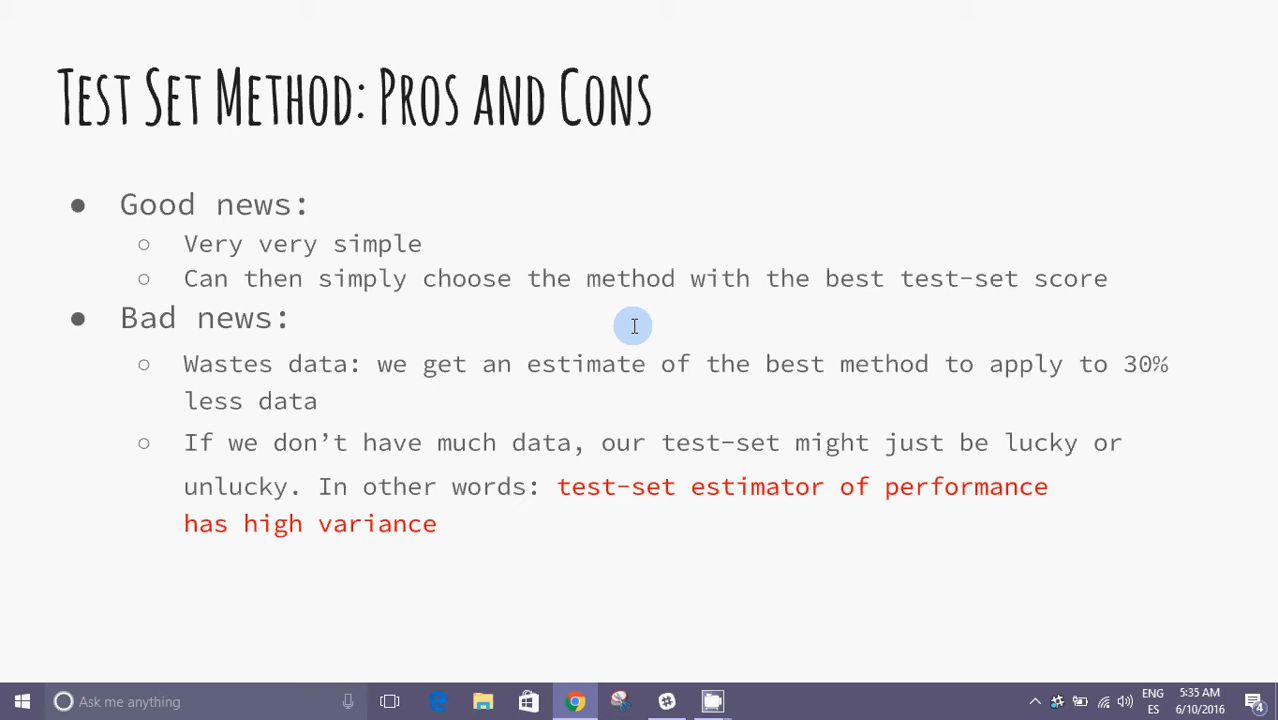 Test Set Method: Pros and Cons
● Good news:
○ Very very simple
○ Can then simply choose the method with the best test-set score
● Bad news:
○ Wastes data: we get an estimate of the best method to apply to 30%
less data
○ If we don’t have much data, our test-set might just be lucky or
unlucky. In other words: test-set estimator of performance
has high variance
Ask me anything
ENG
ES
5:35 AM
6/10/2016
4